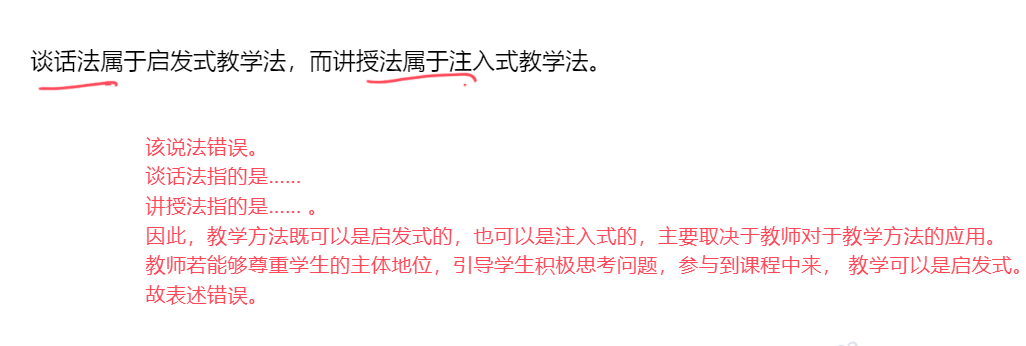 谈话法属于启发式教学法，而讲授法属于注入式教学法。
该说法错误。
谈话法指的是……
讲授法指的是…… 。
因此，教学方法既可以是启发式的，也可以是注入式的，主要取决于教师对于教学方法的应用。
教师若能够尊重学生的主体地位，引导学生积极思考问题，参与到课程中来， 教学可以是启发式。
故表述错误。